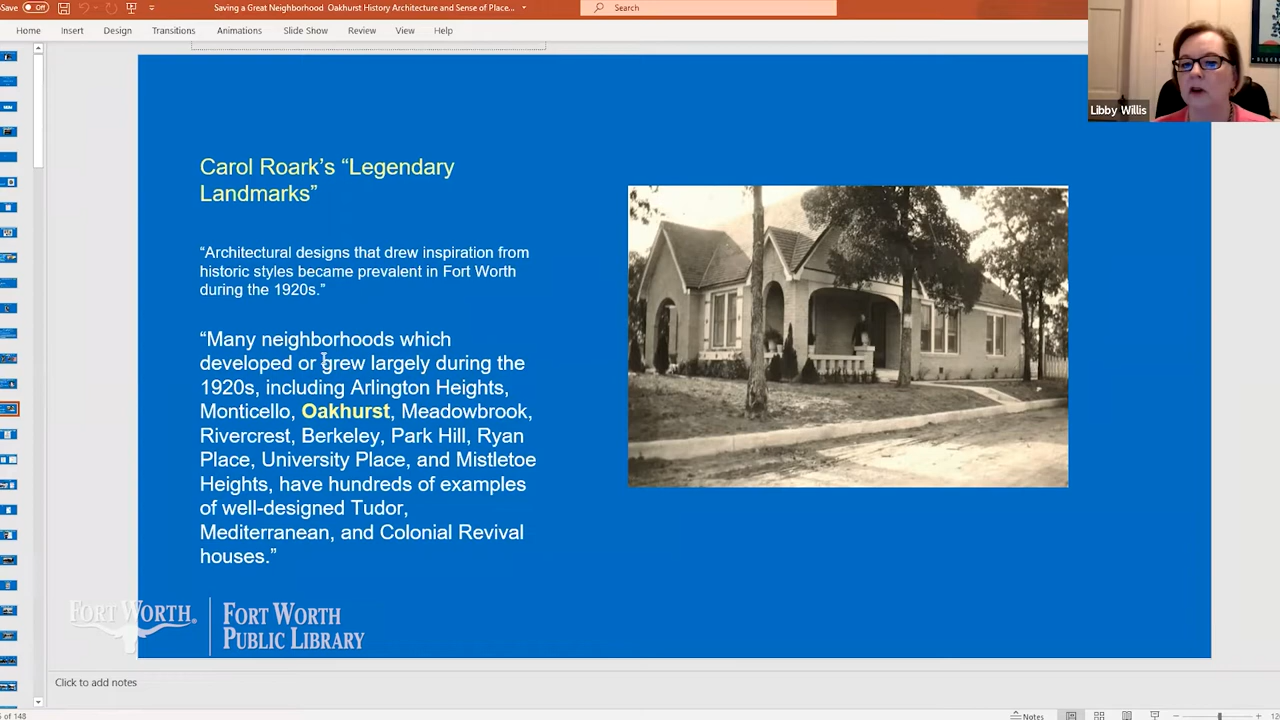 Save Off
Saving a Great Neighborhood Oakhurst History Architecture and Sense of Place...
Search
Home Insert Design Transitions Animations Slide Show Review View Help
Libby Willis
Carol Roark’s “Legendary
Landmarks”
“Architectural designs that drew inspiration from
historic styles became prevalent in Fort Worth
during the 1920s.”
“Many neighborhoods which
developed or grew largely during the
1920s, including Arlington Heights,
Monticello, Oakhurst, Meadowbrook,
Rivercrest, Berkeley, Park Hill, Ryan
Place, University Place, and Mistletoe
Heights, have hundreds of examples
of well-designed Tudor,
Mediterranean, and Colonial Revival
houses.”
FORT WORTH®
FORT WORTH
PUBLIC LIBRARY
Click to add notes
of 148
Notes